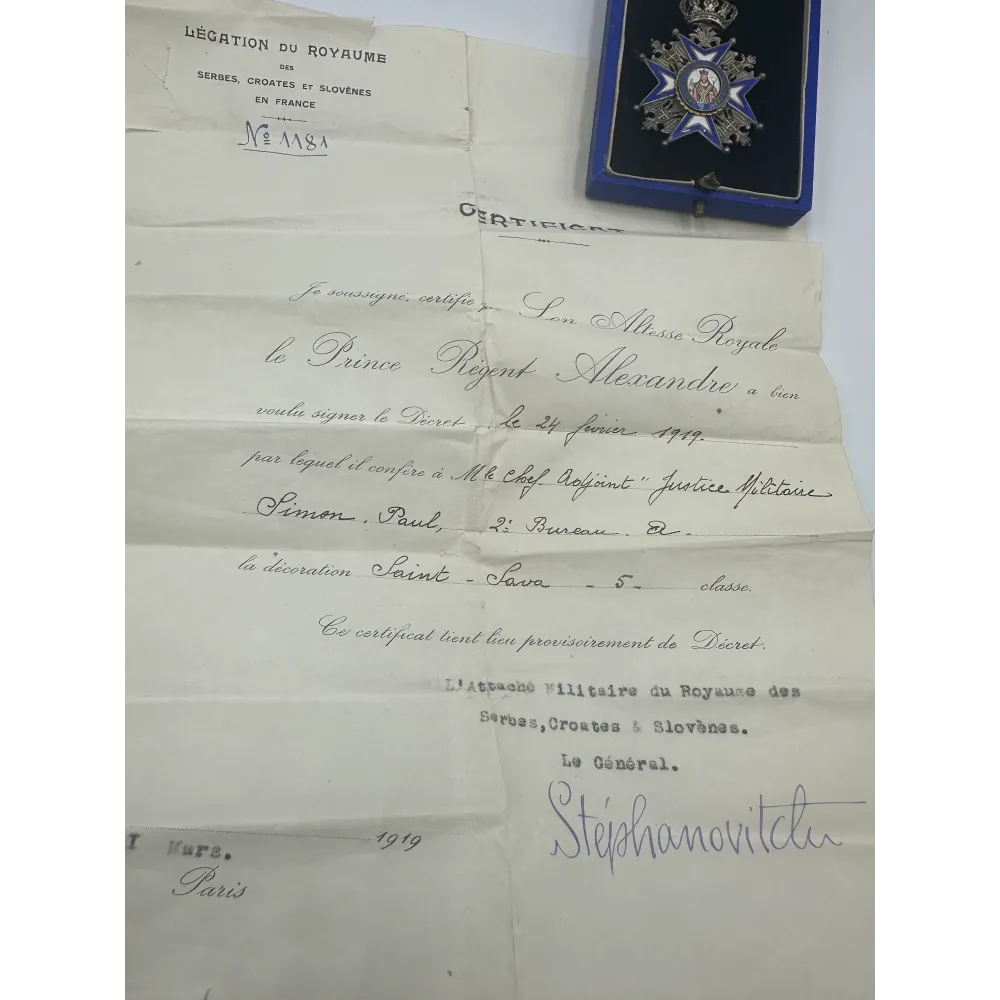 LÉGATION DU ROYAUME
DES
SERBES, CROATES ET SLOVÈNES
EN FRANCE
Nº 1181
CERTIFICAT
Je soussigné, certifie que Son Altesse Royale
le Prince Régent Alexandre a bien
voulu signer le Décret le 24 février 1919.
par lequel il confère à Mr le Chef Adjoint " Justice Militaire
Simon. Paul, 2e Bureau.
la décoration Saint - Sava - 5 - classe.
Ce certificat tient lieu provisoirement de Décret.
L'Attaché Militaire du Royaume des
Serbes, Croates & Slovènes.
Le Général.
Stéphanovitch
I Mars. 1919
Paris